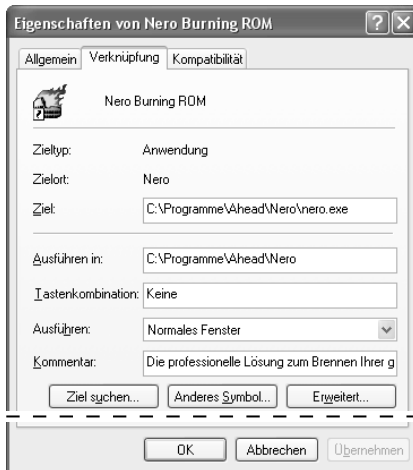 Eigenschaften von Nero Burning ROM
Allgemein Verknüpfung Kompatibilität
Nero Burning ROM
Zieltyp: Anwendung
Zielort: Nero
Ziel: C:\Programme\Ahead\Nero\nero.exe
Ausführen in: C:\Programme\Ahead\Nero
Tastenkombination: Keine
Ausführen: Normales Fenster
Kommentar: Die professionelle Lösung zum Brennen Ihrer g
Ziel suchen... Anderes Symbol... Erweitert...
OK Abbrechen Übernehmen